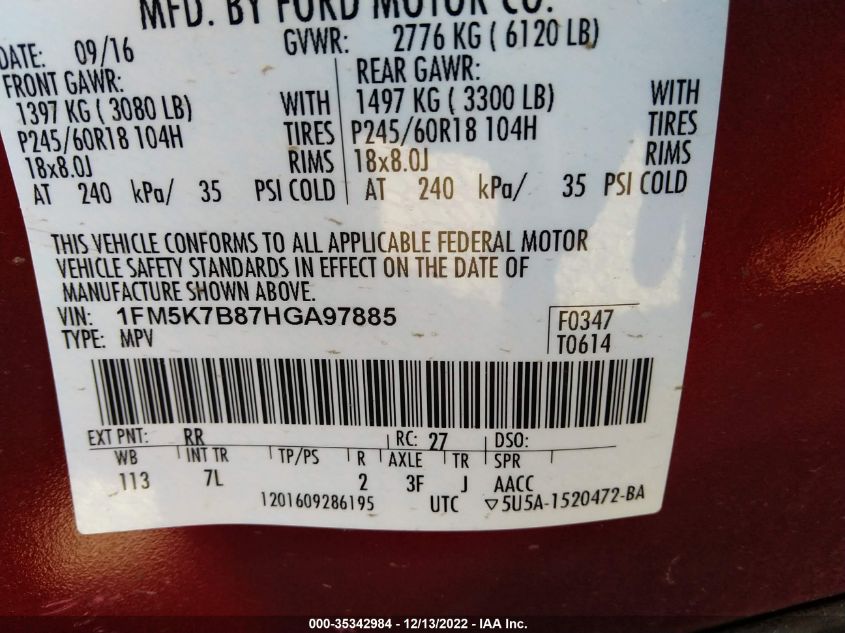 MFD. BY FORD MOTOR CO.
DATE: 09/16 GVWR: 2776 KG ( 6120 LB)
FRONT GAWR: REAR GAWR:
1397 KG ( 3080 LB) WITH 1497 KG ( 3300 LB) WITH
P245/60R18 104H TIRES P245/60R18 104H TIRES
18x8.0J RIMS 18x8.0J RIMS
AT 240 kPa/ 35 PSI COLD AT 240 kPa/ 35 PSI COLD
THIS VEHICLE CONFORMS TO ALL APPLICABLE FEDERAL MOTOR
VEHICLE SAFETY STANDARDS IN EFFECT ON THE DATE OF
MANUFACTURE SHOWN ABOVE.
VIN: 1FM5K7B87HGA97885 F0347
TYPE: MPV T0614
EXT PNT: RR RC: 27 DSO:
WB INT TR TP/PS R AXLE TR SPR
113 7L 2 3F J AACC
1201609286195 UTC ▽5U5A-1520472-BA
000-35342984 - 12/13/2022 - IAA Inc.